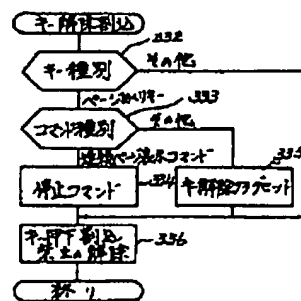 キー解除割込
332
キー種別
その他
ページめくりキー
333
コマンド種別
その他
連続ページ表示コマンド
335
停止コマンド
334
キー解除フラグセット
キー押下割込
禁止の解除
336
終り